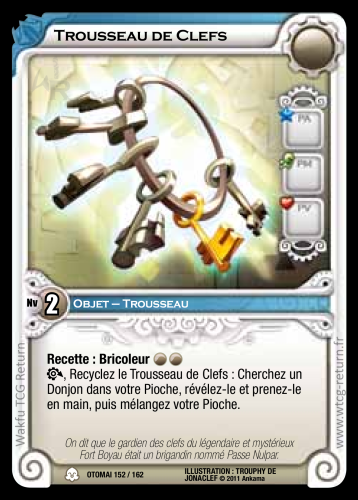 Trousseau de Clefs
PA
PM
PV
Nv 2 Objet – Trousseau
Recette : Bricoleur
, Recyclez le Trousseau de Clefs : Cherchez un
Donjon dans votre Pioche, révélez-le et prenez-le
en main, puis mélangez votre Pioche.
On dit que le gardien des clefs du légendaire et mystérieux
Fort Boyau était un brigandin nommé Passe Nulpar.
OTOMAI 152 / 162
ILLUSTRATION : TROUPHY DE
JONACLEF © 2011 Ankama
Wakfu TCG Return
www.wtcg-return.fr